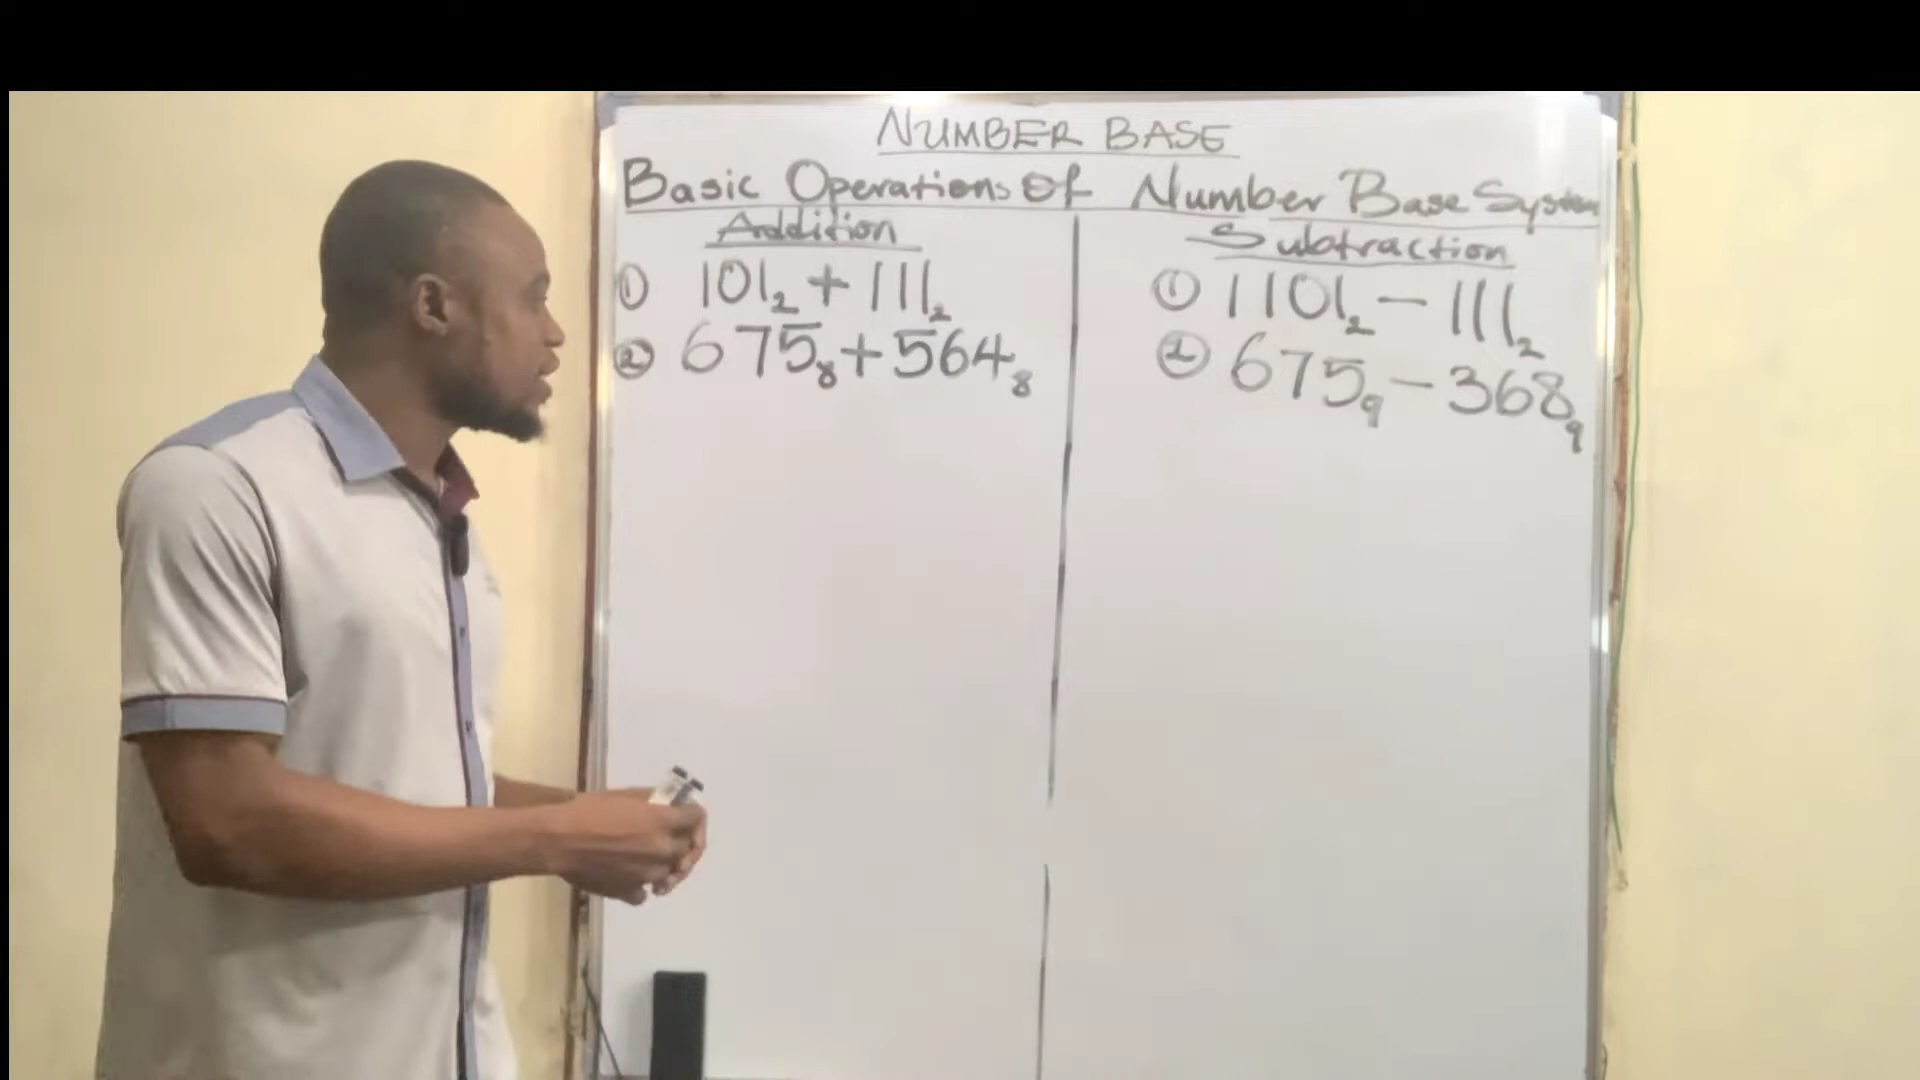 NUMBER BASE
Basic Operations Of Number Base System
Addition
① 101₂ + 111₂
② 675₈ + 564₈
Subtraction
① 1101₂ − 111₂
② 675₉ − 368₉